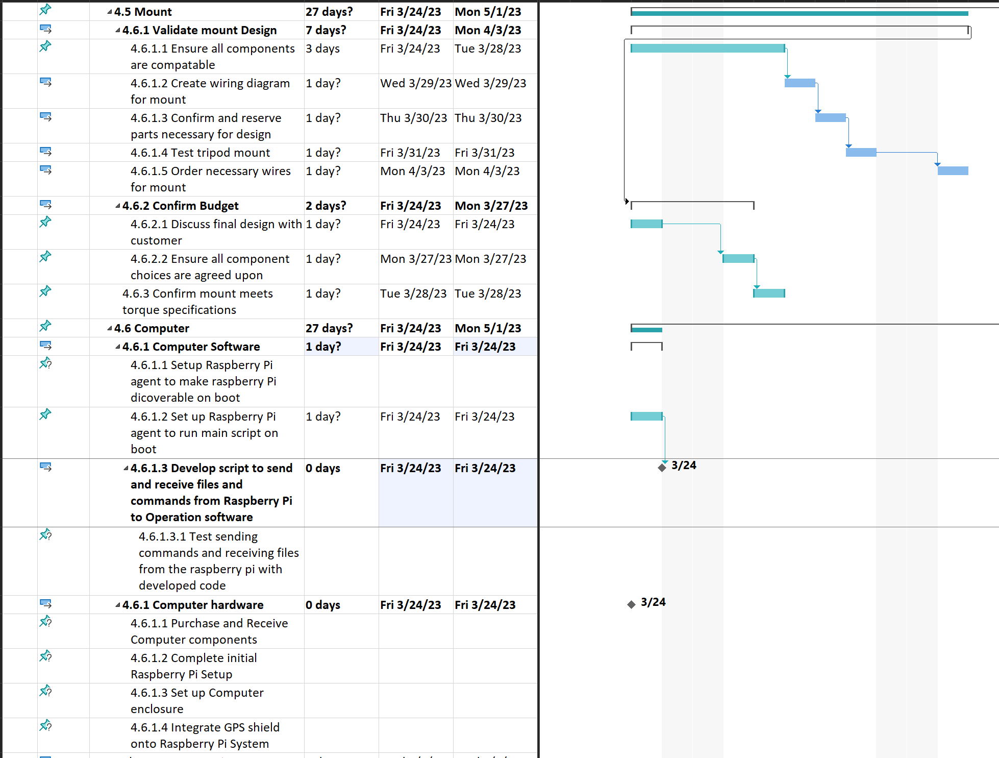 4.5 Mount 27 days? Fri 3/24/23 Mon 5/1/23
4.6.1 Validate mount Design 7 days? Fri 3/24/23 Mon 4/3/23
4.6.1.1 Ensure all components 3 days Fri 3/24/23 Tue 3/28/23
are compatable
4.6.1.2 Create wiring diagram 1 day? Wed 3/29/23 Wed 3/29/23
for mount
4.6.1.3 Confirm and reserve 1 day? Thu 3/30/23 Thu 3/30/23
parts necessary for design
4.6.1.4 Test tripod mount 1 day? Fri 3/31/23 Fri 3/31/23
4.6.1.5 Order necessary wires 1 day? Mon 4/3/23 Mon 4/3/23
for mount
4.6.2 Confirm Budget 2 days? Fri 3/24/23 Mon 3/27/23
4.6.2.1 Discuss final design with 1 day? Fri 3/24/23 Fri 3/24/23
customer
4.6.2.2 Ensure all component 1 day? Mon 3/27/23 Mon 3/27/23
choices are agreed upon
4.6.3 Confirm mount meets 1 day? Tue 3/28/23 Tue 3/28/23
torque specifications
4.6 Computer 27 days? Fri 3/24/23 Mon 5/1/23
4.6.1 Computer Software 1 day? Fri 3/24/23 Fri 3/24/23
4.6.1.1 Setup Raspberry Pi
agent to make raspberry Pi
dicoverable on boot
4.6.1.2 Set up Raspberry Pi 1 day? Fri 3/24/23 Fri 3/24/23
agent to run main script on
boot
4.6.1.3 Develop script to send 0 days Fri 3/24/23 Fri 3/24/23 3/24
and receive files and
commands from Raspberry Pi
to Operation software
4.6.1.3.1 Test sending
commands and receiving files
from the raspberry pi with
developed code
4.6.1 Computer hardware 0 days Fri 3/24/23 Fri 3/24/23 3/24
4.6.1.1 Purchase and Receive
Computer components
4.6.1.2 Complete initial
Raspberry Pi Setup
4.6.1.3 Set up Computer
enclosure
4.6.1.4 Integrate GPS shield
onto Raspberry Pi System